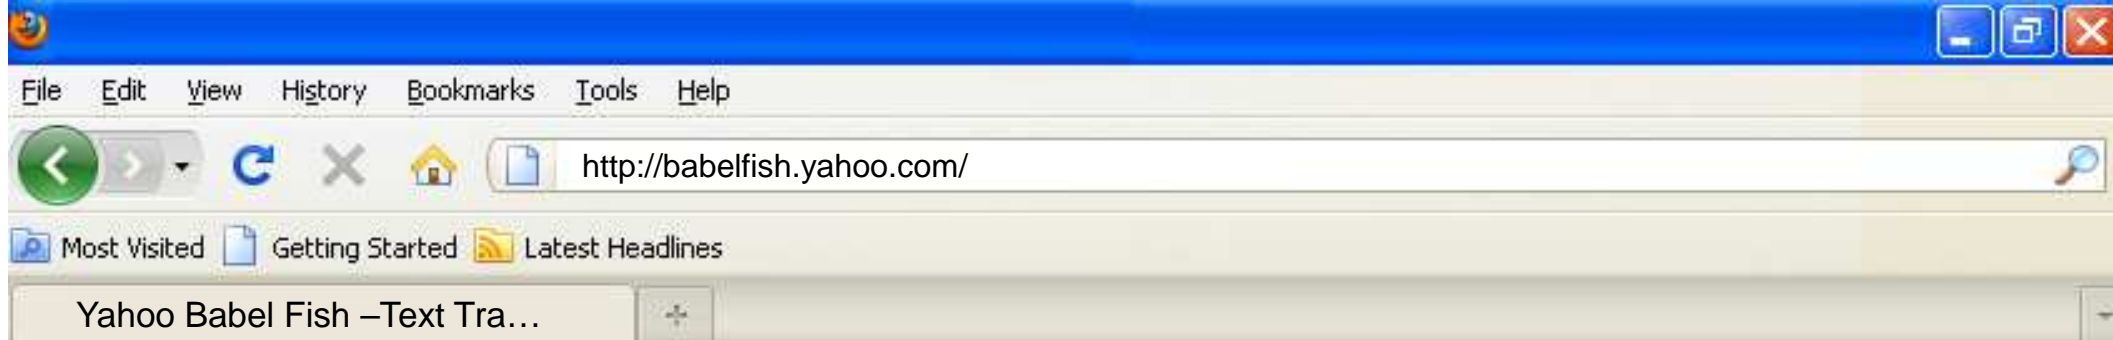 File Edit View History Bookmarks Tools Help
http://babelfish.yahoo.com/
Most Visited Getting Started Latest Headlines
Yahoo Babel Fish –Text Tra…